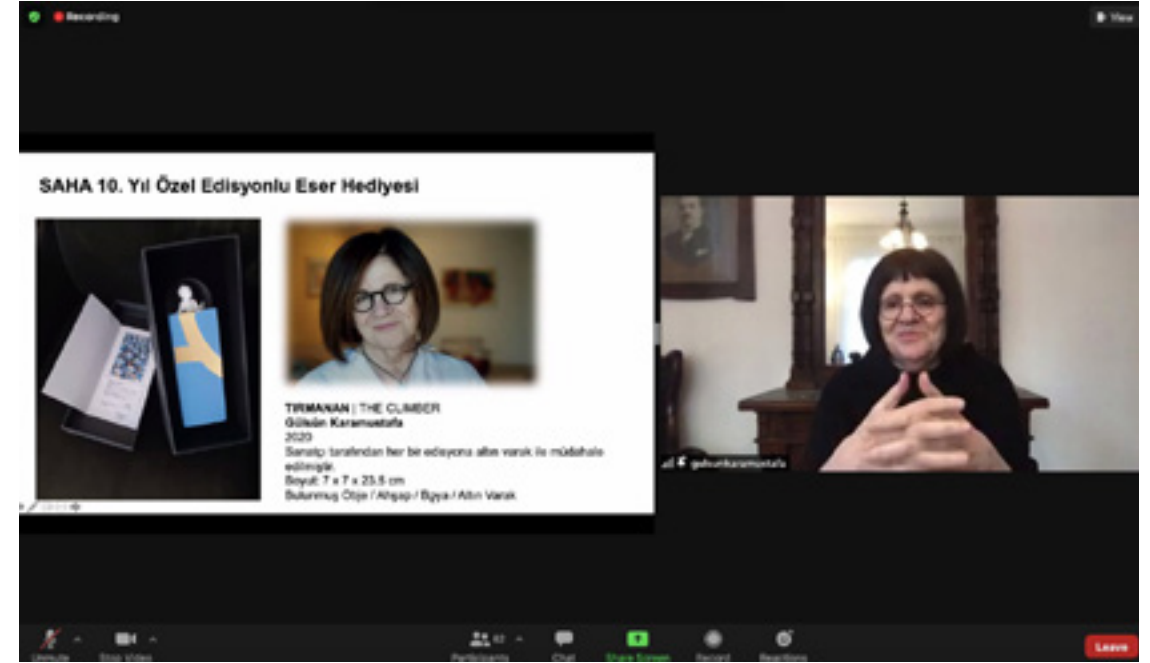 Recording
View
SAHA 10. Yıl Özel Edisyonlu Eser Hediyesi
TIRMANAN | THE CLIMBER
Gülsün Karamustafa
2020
Sanatçı tarafından her bir edisyona altın varak ile müdahale
edilmiştir.
Boyut: 7 x 7 x 23.5 cm
Bulunmuş Obje / Ahşap / Boya / Altın Varak
gulsunkaramustafa
Unmute
Stop Video
Participants
Chat
Share Screen
Record
Reactions
Leave